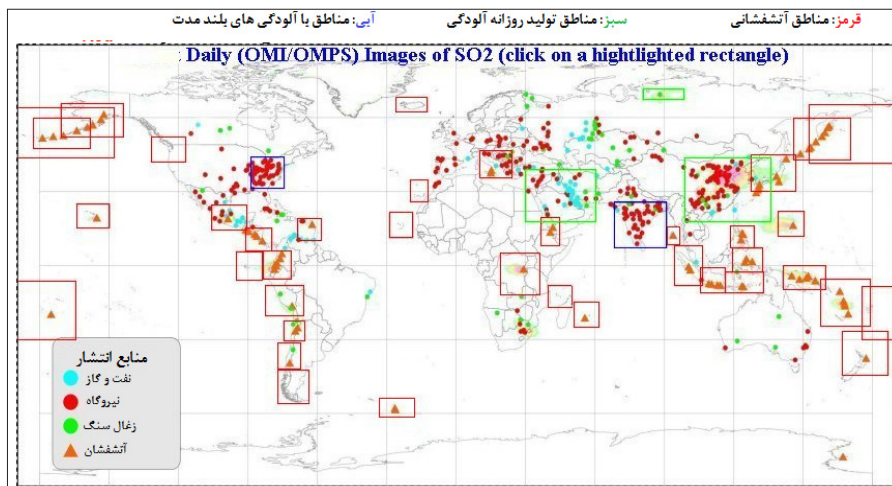 قرمز: مناطق آتشفشانی سبز: مناطق تولید روزانه آلودگی آبی: مناطق با آلودگی های بلند مدت
: Daily (OMI/OMPS) Images of SO2 (click on a hightlighted rectangle)
منابع انتشار
نفت و گاز
نیروگاه
زغال سنگ
آتشفشان